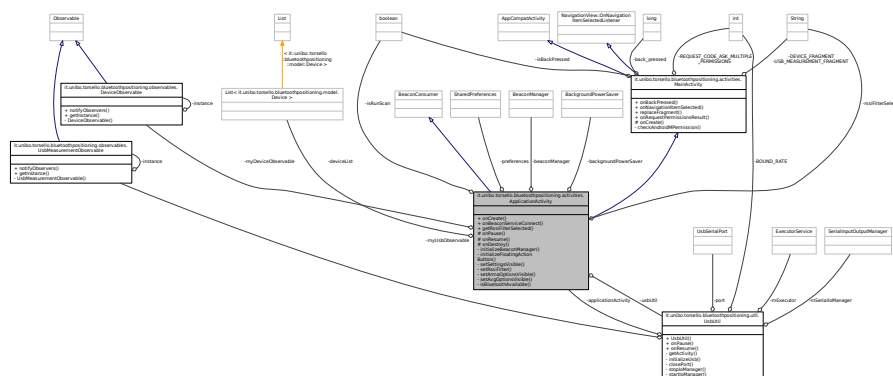 Observable
List
boolean
AppCompatActivity
NavigationView::OnNavigation
ItemSelectedListener
long
int
String
< it::unibo::torsello
::bluetoothpositioning
::model::Device >
-isBackPressed
-back_pressed
-REQUEST_CODE_ASK_MULTIPLE
_PERMISSIONS
-DEVICE_FRAGMENT
-USB_MEASUREMENT_FRAGMENT
it.unibo.torsello.bluetoothpositioning.observables.
DeviceObservable
+ notifyObservers()
+ getInstance()
- DeviceObservable()
-instance
List< it.unibo.torsello.bluetoothpositioning.model.
Device >
-isRunScan
BeaconConsumer
SharedPreferences
BeaconManager
BackgroundPowerSaver
it.unibo.torsello.bluetoothpositioning.activities.
MainActivity
+ onBackPressed()
+ onNavigationItemSelected()
+ replaceFragment()
+ onRequestPermissionsResult()
# onCreate()
- checkAndroidMPermission()
-rssiFilterSele
it.unibo.torsello.bluetoothpositioning.observables.
UsbMeasurementObservable
+ notifyObservers()
+ getInstance()
- UsbMeasurementObservable()
-instance
-myDeviceObservable
-deviceList
-preferences
-beaconManager
-backgroundPowerSaver
-BOUND_RATE
it.unibo.torsello.bluetoothpositioning.activities.
ApplicationActivity
+ onCreate()
+ onBeaconServiceConnect()
+ getRssiFilterSelected()
# onPause()
# onResume()
# onDestroy()
- initializeBeaconManager()
- initializeFloatingAction
Button()
- setSettingsVisible()
- setRssiFilter()
- setArmaOptionsVisible()
- setAvgOptionsVisible()
- isBluetoothAvailable()
-myUsbObservable
UsbSerialPort
ExecutorService
SerialInputOutputManager
-applicationActivity
-usbUtil
-port
-mExecutor
-mSerialIoManager
it.unibo.torsello.bluetoothpositioning.util.
UsbUtil
+ UsbUtil()
+ onPause()
+ onResume()
- getActivity()
- initializeUsb()
- closePort()
- stopIoManager()
- startIoManager()